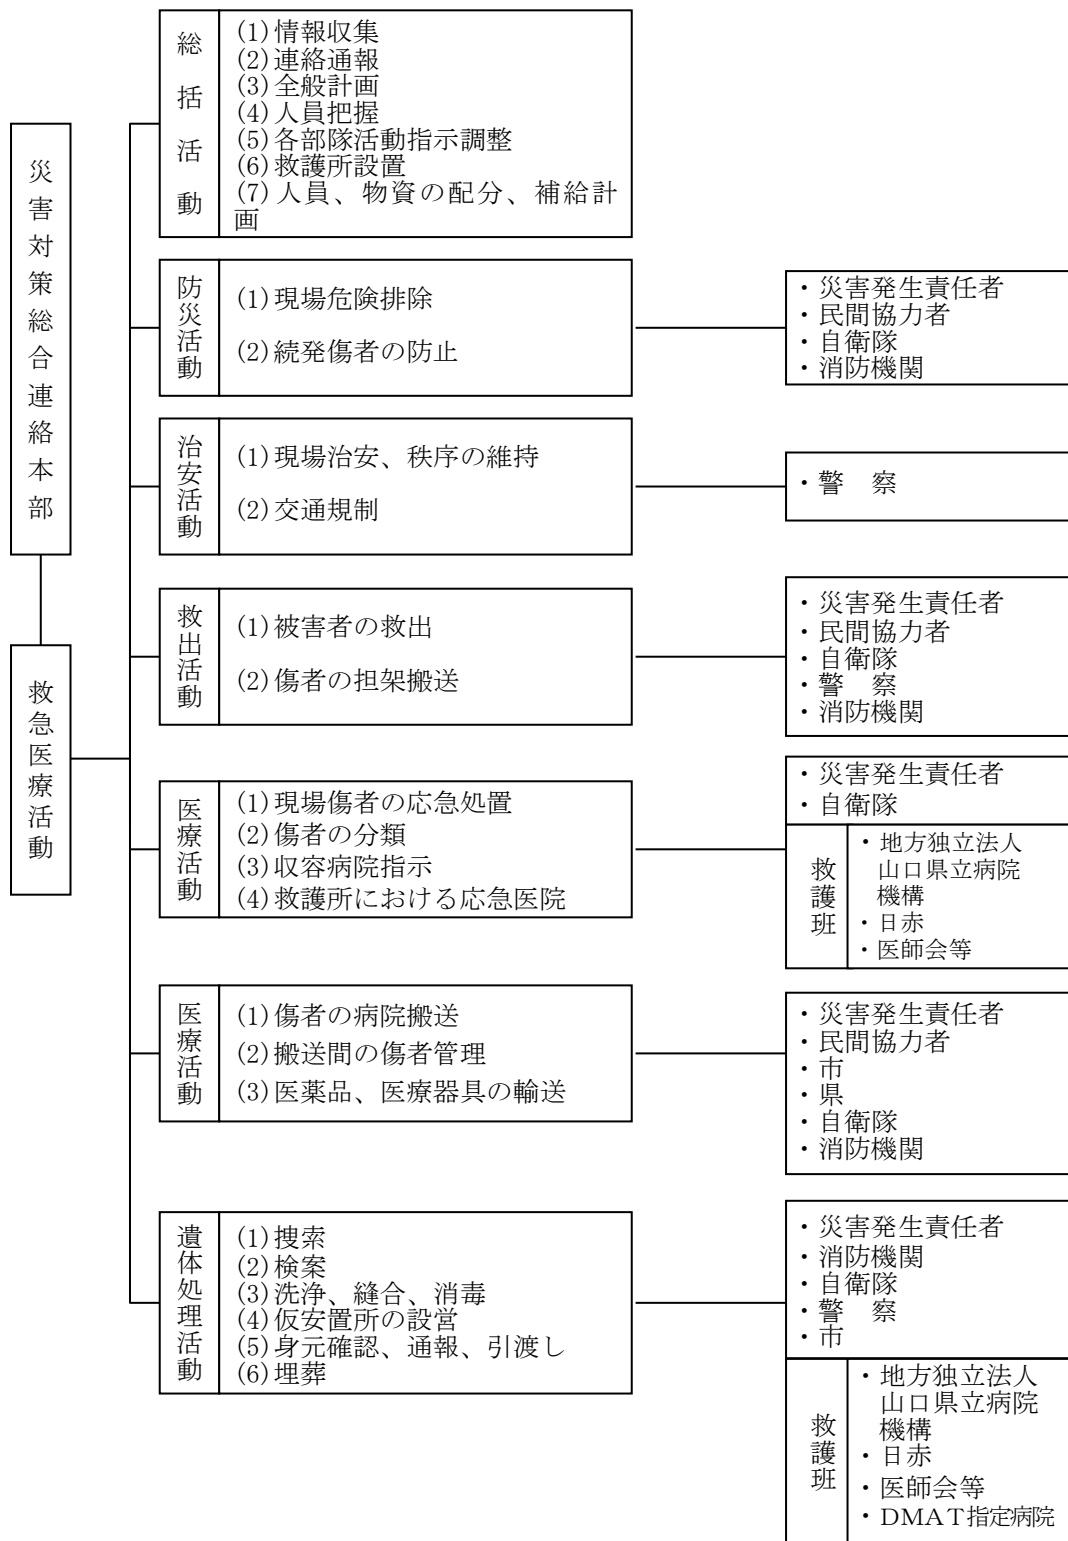 災害対策総合連絡本部
救急医療活動
総括活動
(1)情報収集
(2)連絡通報
(3)全般計画
(4)人員把握
(5)各部隊活動指示調整
(6)救護所設置
(7)人員、物資の配分、補給計
画
防災活動
(1)現場危険排除
(2)続発傷者の防止
・災害発生責任者
・民間協力者
・自衛隊
・消防機関
治安活動
(1)現場治安、秩序の維持
(2)交通規制
・警　察
救出活動
(1)被害者の救出
(2)傷者の担架搬送
・災害発生責任者
・民間協力者
・自衛隊
・警　察
・消防機関
医療活動
(1)現場傷者の応急処置
(2)傷者の分類
(3)収容病院指示
(4)救護所における応急医院
・災害発生責任者
・自衛隊
救護班
・地方独立法人
山口県立病院
機構
・日赤
・医師会等
医療活動
(1)傷者の病院搬送
(2)搬送間の傷者管理
(3)医薬品、医療器具の輸送
・災害発生責任者
・民間協力者
・市
・県
・自衛隊
・消防機関
遺体処理活動
(1)捜索
(2)検案
(3)洗浄、縫合、消毒
(4)仮安置所の設営
(5)身元確認、通報、引渡し
(6)埋葬
・災害発生責任者
・消防機関
・自衛隊
・警　察
・市
救護班
・地方独立法人
山口県立病院
機構
・日赤
・医師会等
・DMAT指定病院